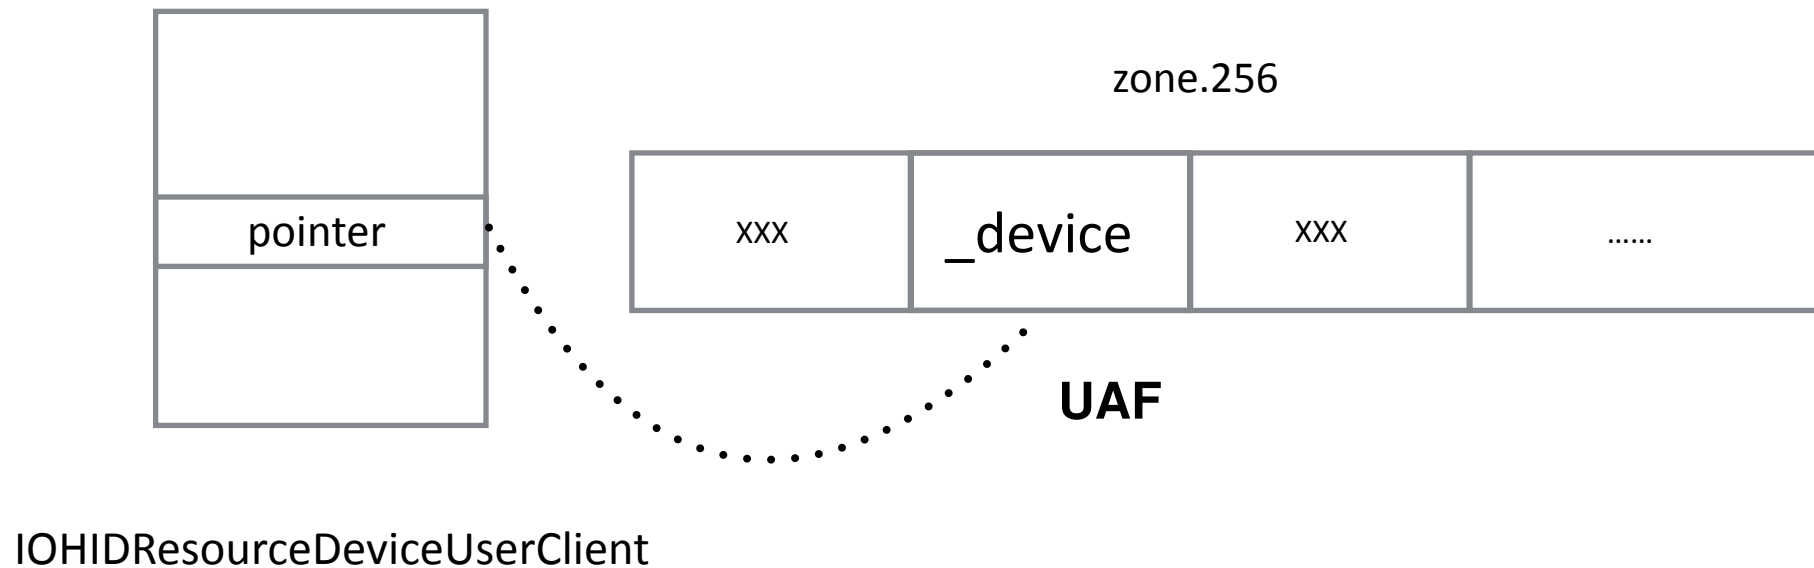 zone.256
pointer
xxx
_device
xxx
......
UAF
IOHIDResourceDeviceUserClient